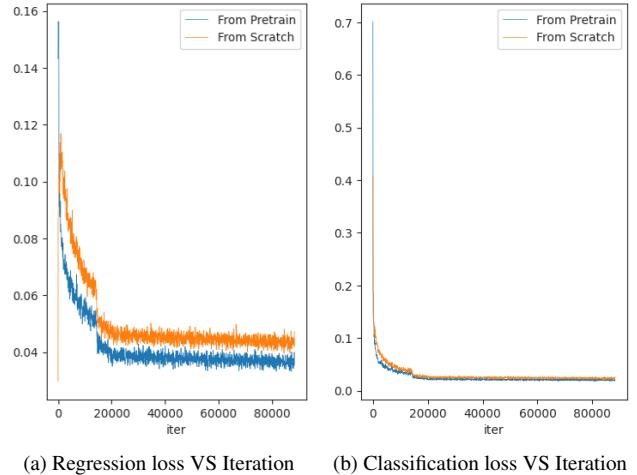 From Pretrain
From Scratch
0.16
0.14
0.12
0.10
0.08
0.06
0.04
0 20000 40000 60000 80000
iter
From Pretrain
From Scratch
0.7
0.6
0.5
0.4
0.3
0.2
0.1
0.0
0 20000 40000 60000 80000
iter
(a) Regression loss VS Iteration
(b) Classification loss VS Iteration